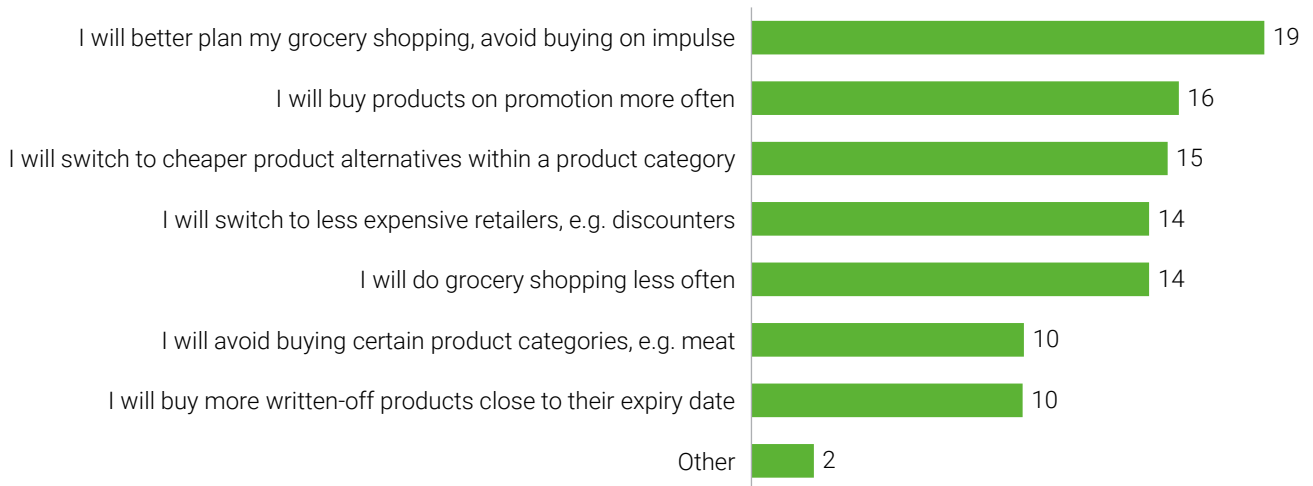 I will better plan my grocery shopping, avoid buying on impulse 19
I will buy products on promotion more often 16
I will switch to cheaper product alternatives within a product category 15
I will switch to less expensive retailers, e.g. discounters 14
I will do grocery shopping less often 14
I will avoid buying certain product categories, e.g. meat 10
I will buy more written-off products close to their expiry date 10
Other 2